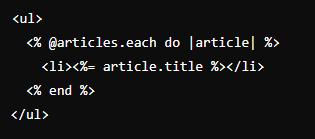 <ul>
  <% @articles.each do |article| %>
    <li><%= article.title %></li>
  <% end %>
</ul>